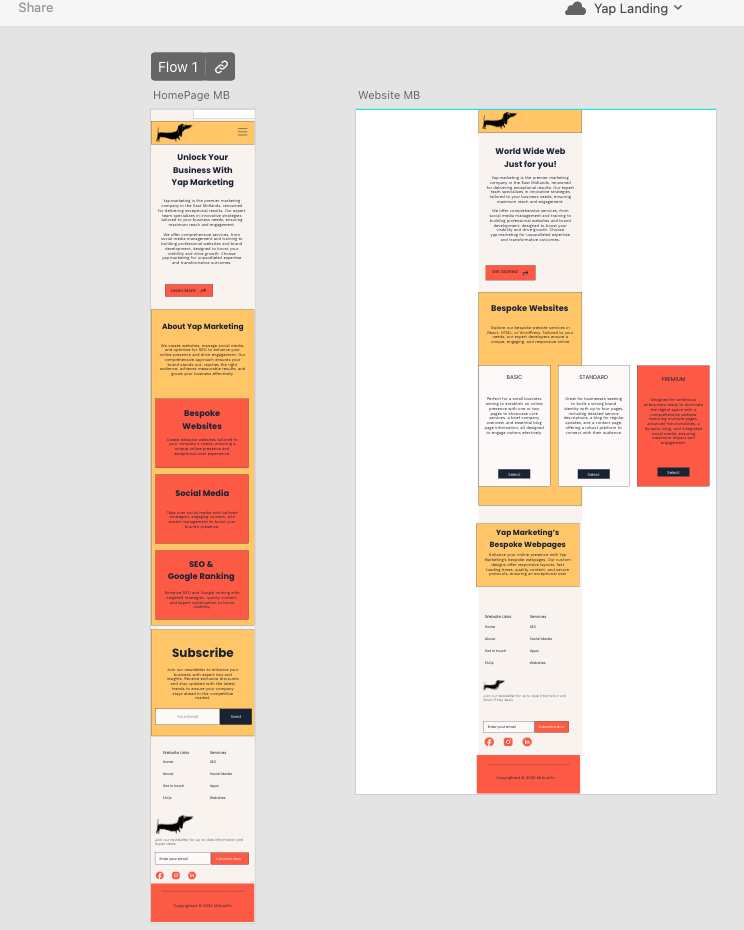 Share
Yap Landing
Flow 1
HomePage MB
Unlock Your
Business With
Yap Marketing
Yap marketing is the premier marketing
company in the East Midlands, renowned
for delivering exceptional results. Our expert
team specializes in innovative strategies
tailored to your business needs, ensuring
maximum reach and engagement.
We offer comprehensive services, from
social media management and training to
building professional websites and brand
development, designed to boost your
visibility and drive growth. Choose
yap marketing for unparalleled expertise
and transformative outcomes.
Learn More
About Yap Marketing
We create websites, manage social media,
and optimise for SEO to enhance your
online presence and drive engagement. Our
comprehensive approach ensures your
brand stands out, reaches the right
audience, achieves measurable results, and
grows your business effectively.
Bespoke
Websites
Create bespoke websites tailored to
your company's needs, ensuring a
unique online presence and
exceptional user experience.
Social Media
Take over social media with tailored
strategies, engaging content, and
expert management to boost your
brand's presence.
SEO &
Google Ranking
Enhance SEO and Google ranking with
targeted strategies, quality content,
and expert optimisation to boost
visibility.
Subscribe
Join our newsletter to enhance your
business with expert tips and
insights. Receive exclusive discounts
and stay updated with the latest
trends to ensure your company
stays ahead in the competitive
market.
Your Email
Send
Website Links Services
Home SEO
About Social Media
Get in touch Apps
FAQs Websites
Join our newsletter for up-to-date information and
Enter your email
Subscribe Now
Copyrighted © 2024
Website MB
World Wide Web
Just for you!
Yap marketing is the premier marketing
company in the East Midlands, renowned
for delivering exceptional results. Our expert
team specializes in innovative strategies
tailored to your business needs, ensuring
maximum reach and engagement.
We offer comprehensive services, from
social media management and training to
building professional websites and brand
development, designed to boost your
visibility and drive growth. Choose
yap marketing for unparalleled expertise
and transformative outcomes.
Get Started
Bespoke Websites
Explore our bespoke website services in
React, HTML, or WordPress. Tailored to your
needs, our expert developers ensure a
unique, engaging, and responsive online
BASIC
Perfect for a small business
aiming to establish an online
presence with one or two
pages to showcase core
services, a brief company
overview, and essential blog
page information, all designed
to engage visitors effectively.
Select
STANDARD
Great for businesses seeking
to build a strong brand
identity with up to four pages,
including detailed service
descriptions, a blog for regular
updates, and a contact page,
offering a robust platform to
connect with their audience.
Select
PREMIUM
Designed for ambitious
enterprises ready to dominate
the digital space with a
comprehensive website
featuring multiple pages,
advanced functionalities, a
dynamic blog, and integrated
social media, ensuring
maximum impact and
engagement.
Select
Yap Marketing's
Bespoke Webpages
Enhance your online presence with Yap
Marketing's bespoke webpages. Our custom
designs offer responsive layouts, fast
loading times, quality content, and secure
protocols, ensuring an exceptional user
Website Links Services
Home SEO
About Social Media
Get in touch Apps
FAQs Websites
Join our newsletter for up-to-date information and
Enter your email
Subscribe Now
Copyrighted © 2024